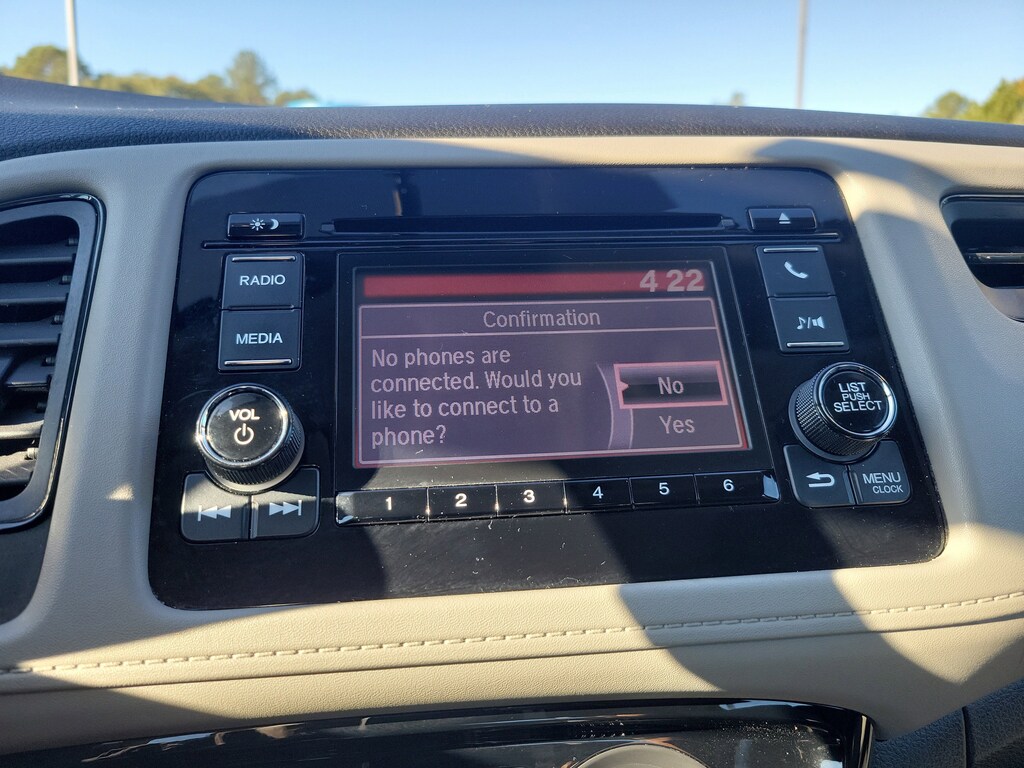 RADIO
MEDIA
VOL
4 22
Confirmation
No phones are
connected. Would you
like to connect to a
phone?
No
Yes
1 2 3 4 5 6
LIST
PUSH
SELECT
MENU
CLOCK